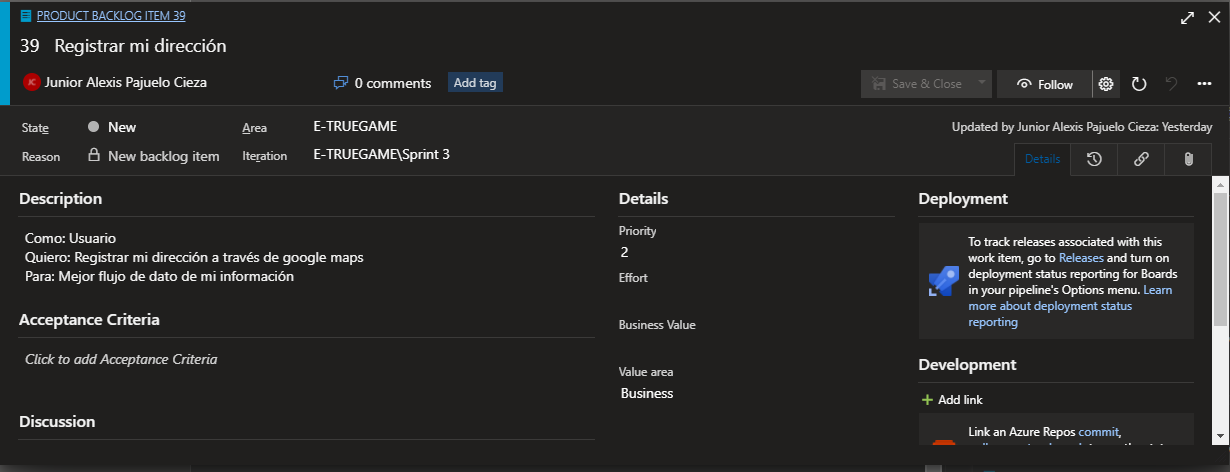 PRODUCT BACKLOG ITEM 39
39 Registrar mi dirección
JC Junior Alexis Pajuelo Cieza
0 comments
Add tag
Save & Close
Follow
State
New
Area
E-TRUEGAME
Updated by Junior Alexis Pajuelo Cieza: Yesterday
Reason
New backlog item
Iteration
E-TRUEGAME\Sprint 3
Details
Description
Como: Usuario
Quiero: Registrar mi dirección a través de google maps
Para: Mejor flujo de dato de mi información
Acceptance Criteria
Click to add Acceptance Criteria
Discussion
Details
Priority
2
Effort
Business Value
Value area
Business
Deployment
To track releases associated with this
work item, go to Releases and turn on
deployment status reporting for Boards
in your pipeline's Options menu. Learn
more about deployment status
reporting
Development
Add link
Link an Azure Repos commit,